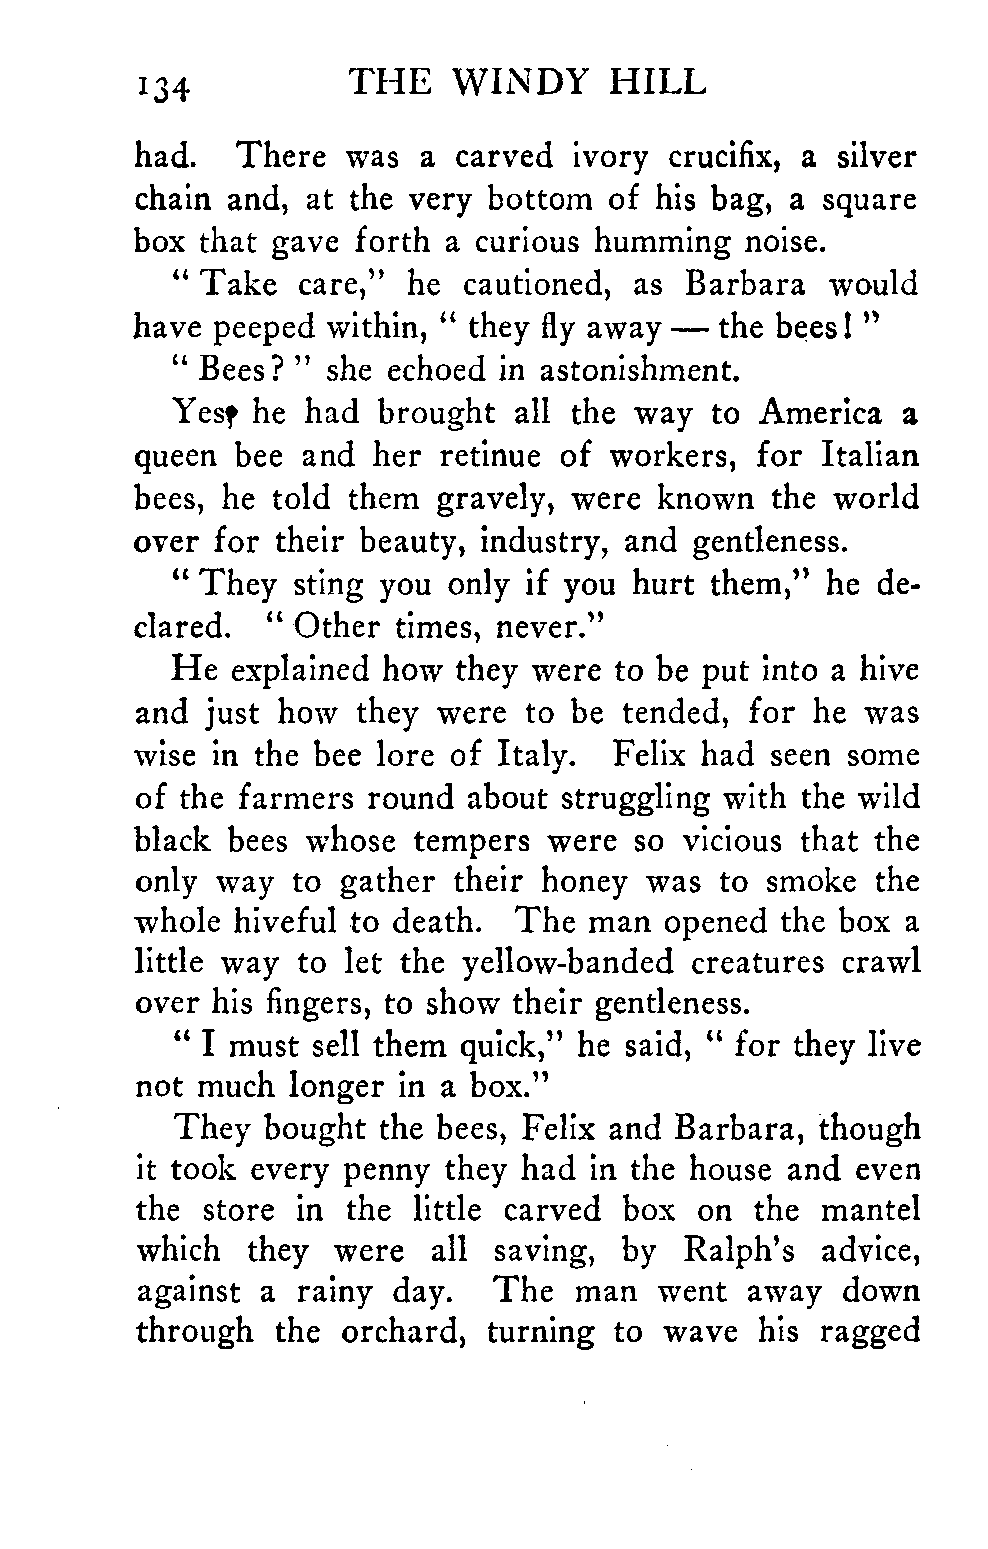 134 THE WINDY HILL
had. There was a carved ivory crucifix, a silver
chain and, at the very bottom of his bag, a square
box that gave forth a curious humming noise.
“ Take care,” he cautioned, as Barbara would
have peeped within, “ they fly away — the bees! ”
“ Bees? ” she echoed in astonishment.
Yes, he had brought all the way to America a
queen bee and her retinue of workers, for Italian
bees, he told them gravely, were known the world
over for their beauty, industry, and gentleness.
“ They sting you only if you hurt them,” he de-
clared. “ Other times, never.”
He explained how they were to be put into a hive
and just how they were to be tended, for he was
wise in the bee lore of Italy. Felix had seen some
of the farmers round about struggling with the wild
black bees whose tempers were so vicious that the
only way to gather their honey was to smoke the
whole hiveful to death. The man opened the box a
little way to let the yellow-banded creatures crawl
over his fingers, to show their gentleness.
“ I must sell them quick,” he said, “ for they live
not much longer in a box.”
They bought the bees, Felix and Barbara, though
it took every penny they had in the house and even
the store in the little carved box on the mantel
which they were all saving, by Ralph’s advice,
against a rainy day. The man went away down
through the orchard, turning to wave his ragged